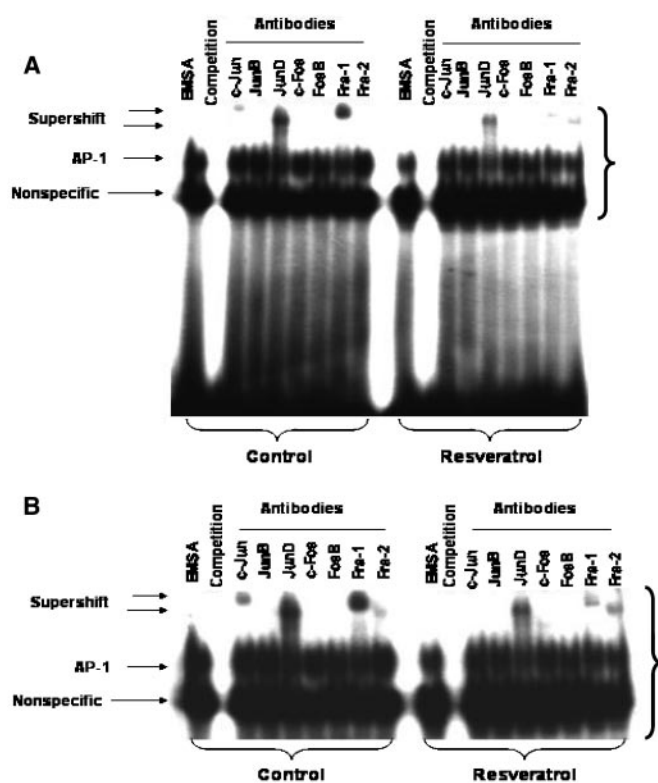 A
Antibodies
Antibodies
EMSA
Competition
c-Jun
JunB
JunD
c-Fos
FosB
Fra-1
Fra-2
EMSA
Competition
c-Jun
JunB
JunD
c-Fos
FosB
Fra-1
Fra-2
Supershift
AP-1
Nonspecific
Control
Resveratrol
B
Antibodies
Antibodies
EMSA
Competition
c-Jun
JunB
JunD
c-Fos
FosB
Fra-1
Fra-2
EMSA
Competition
c-Jun
JunB
JunD
c-Fos
FosB
Fra-1
Fra-2
Supershift
AP-1
Nonspecific
Control
Resveratrol